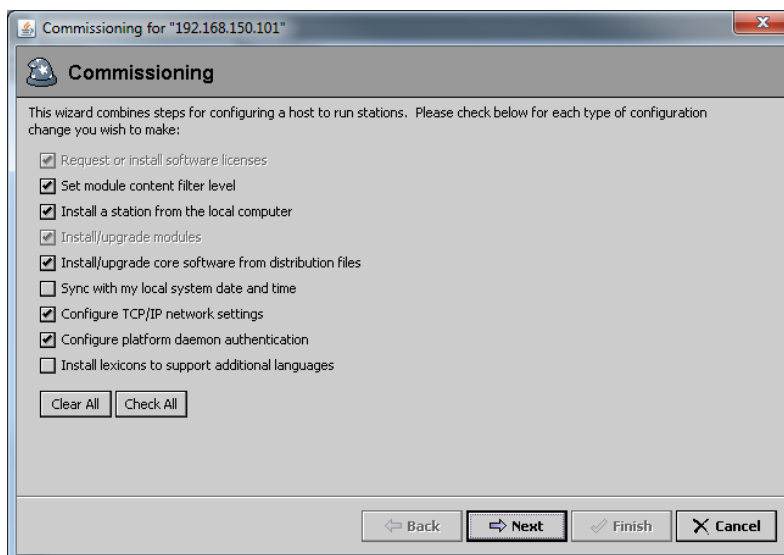 Commissioning for "192.168.150.101"
Commissioning
This wizard combines steps for configuring a host to run stations. Please check below for each type of configuration
change you wish to make:
Request or install software licenses
Set module content filter level
Install a station from the local computer
Install/upgrade modules
Install/upgrade core software from distribution files
Sync with my local system date and time
Configure TCP/IP network settings
Configure platform daemon authentication
Install lexicons to support additional languages
Clear All Check All
Back Next Finish Cancel